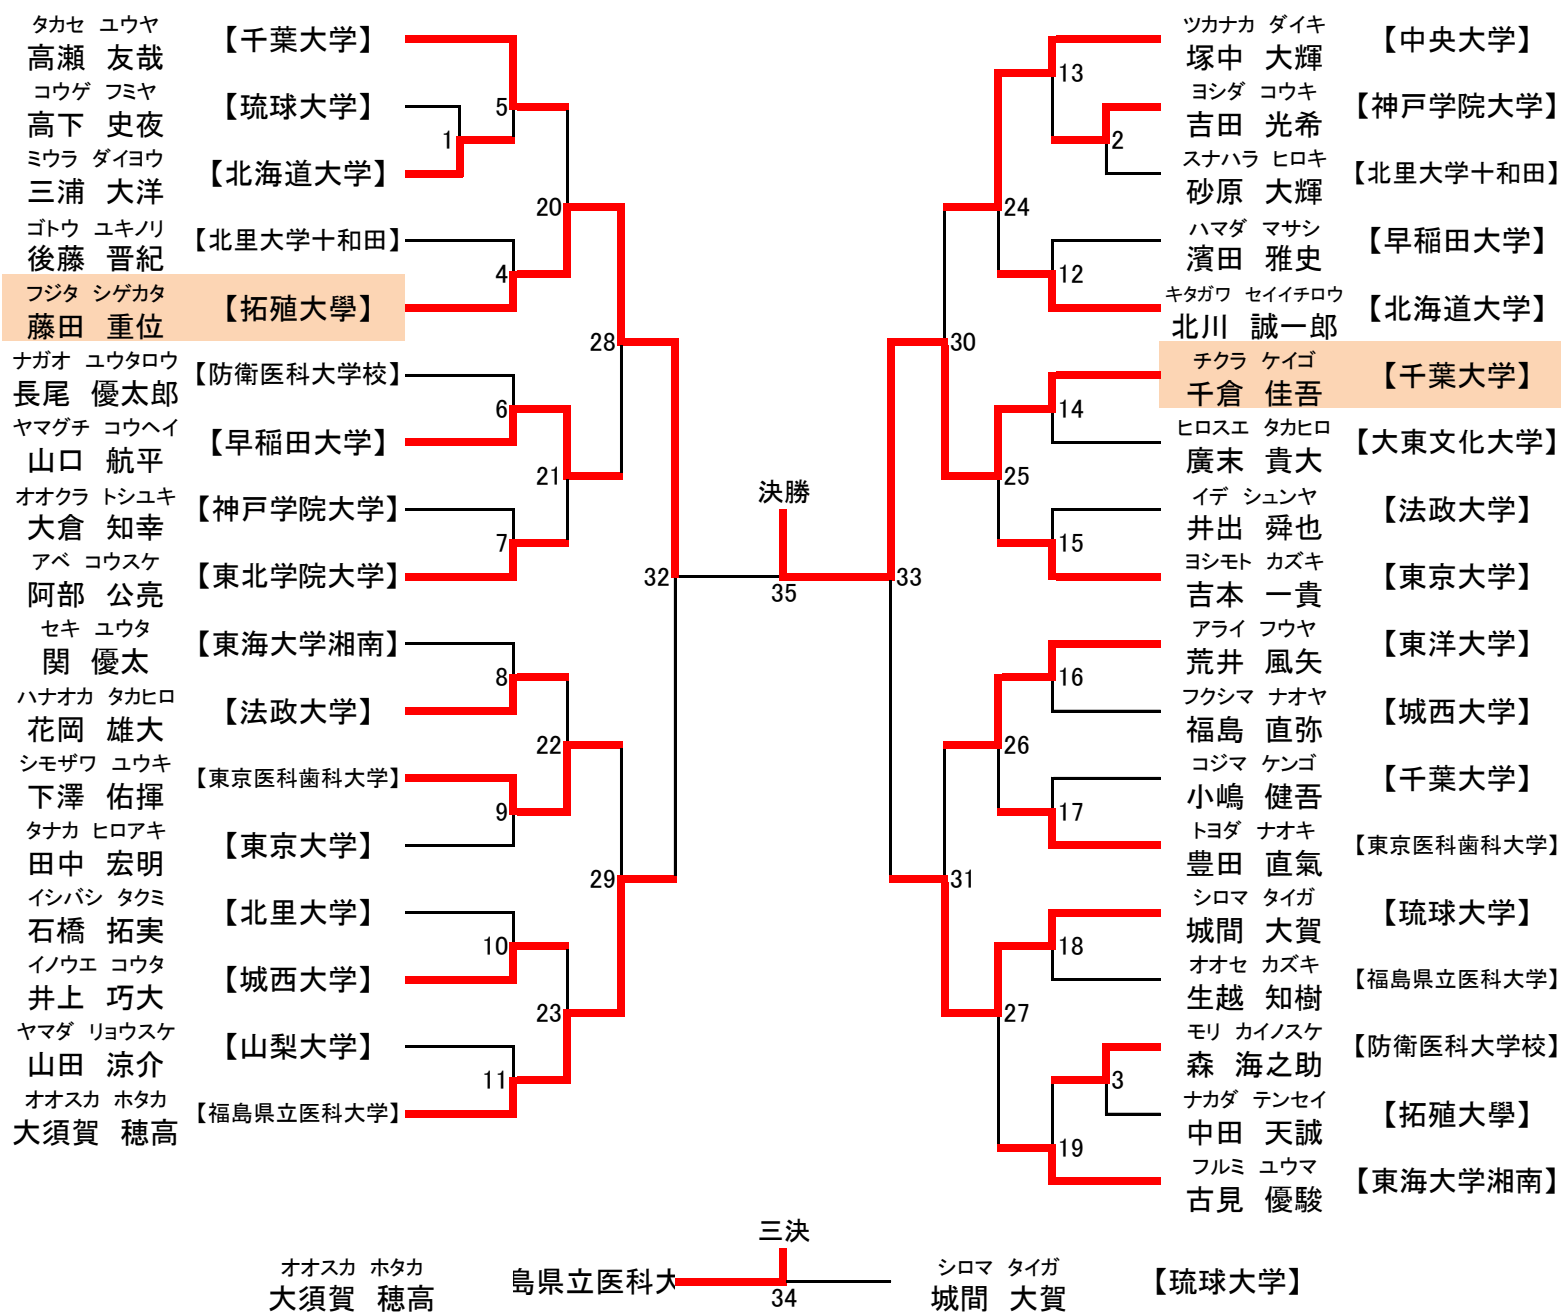 タカセ ユウヤ
高瀬 友哉 【千葉大学】
コウゲ フミヤ
高下 史夜 【琉球大学】
ミウラ ダイヨウ
三浦 大洋 【北海道大学】
ゴトウ ユキノリ
後藤 晋紀 【北里大学十和田】
フジタ シゲカタ
藤田 重位 【拓殖大學】
ナガオ ユウタロウ
長尾 優太郎 【防衛医科大学校】
ヤマグチ コウヘイ
山口 航平 【早稲田大学】
オオクラ トシユキ
大倉 知幸 【神戸学院大学】
アベ コウスケ
阿部 公亮 【東北学院大学】
セキ ユウタ
関 優太 【東海大学湘南】
ハナオカ タカヒロ
花岡 雄大 【法政大学】
シモザワ ユウキ
下澤 佑揮 【東京医科歯科大学】
タナカ ヒロアキ
田中 宏明 【東京大学】
イシバシ タクミ
石橋 拓実 【北里大学】
イノウエ コウタ
井上 巧大 【城西大学】
ヤマダ リョウスケ
山田 涼介 【山梨大学】
オオスカ ホタカ
大須賀 穂高 【福島県立医科大学】
1
5
4
20
6
7
21
28
8
9
22
10
11
23
29
32
決勝
35
33
30
31
24
25
26
27
13
2
12
14
15
16
17
18
3
19
ツカナカ ダイキ
塚中 大輝 【中央大学】
ヨシダ コウキ
吉田 光希 【神戸学院大学】
スナハラ ヒロキ
砂原 大輝 【北里大学十和田】
ハマダ マサシ
濱田 雅史 【早稲田大学】
キタガワ セイイチロウ
北川 誠一郎 【北海道大学】
チクラ ケイゴ
千倉 佳吾 【千葉大学】
ヒロスエ タカヒロ
廣末 貴大 【大東文化大学】
イデ シュンヤ
井出 舜也 【法政大学】
ヨシモト カズキ
吉本 一貴 【東京大学】
アライ フウヤ
荒井 風矢 【東洋大学】
フクシマ ナオヤ
福島 直弥 【城西大学】
コジマ ケンゴ
小嶋 健吾 【千葉大学】
トヨダ ナオキ
豊田 直氣 【東京医科歯科大学】
シロマ タイガ
城間 大賀 【琉球大学】
オオセ カズキ
生越 知樹 【福島県立医科大学】
モリ カイノスケ
森 海之助 【防衛医科大学校】
ナカダ テンセイ
中田 天誠 【拓殖大學】
フルミ ユウマ
古見 優駿 【東海大学湘南】
三決
オオスカ ホタカ
大須賀 穂高 島県立医科大
34
シロマ タイガ
城間 大賀 【琉球大学】